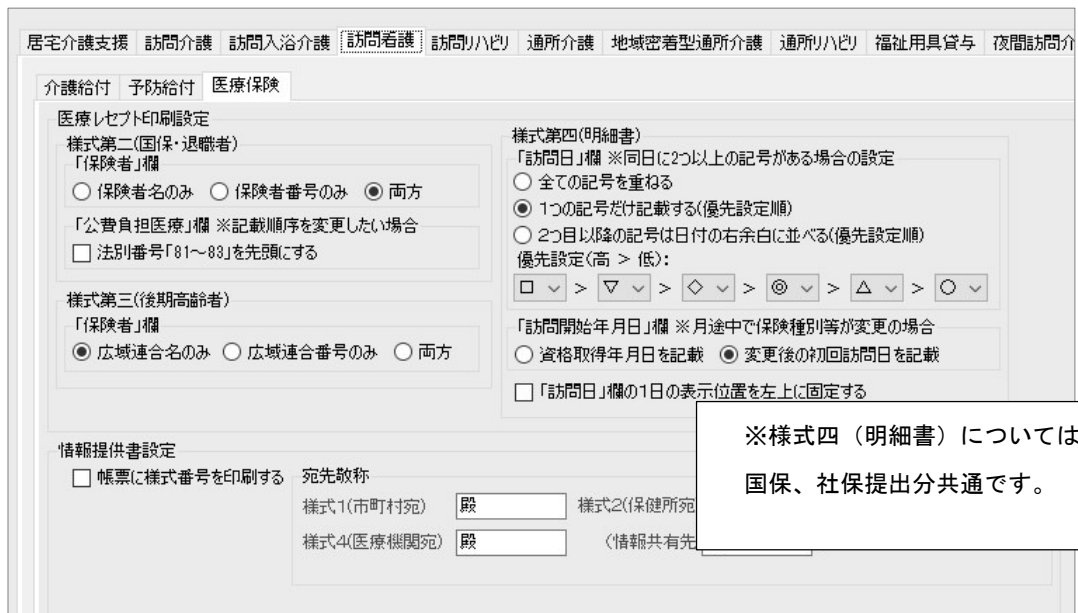 居宅介護支援 訪問介護 訪問入浴介護 訪問看護 訪問リハビリ 通所介護 地域密着型通所介護 通所リハビリ 福祉用具貸与 夜間訪問介
介護給付 予防給付 医療保険
医療レセプト印刷設定
様式第二(国保・退職者)
「保険者」欄
保険者名のみ 保険者番号のみ 両方
「公費負担医療」欄 ※記載順序を変更したい場合
法別番号「81～83」を先頭にする
様式第三(後期高齢者)
「保険者」欄
広域連合名のみ 広域連合番号のみ 両方
様式第四(明細書)
「訪問日」欄 ※同日に2つ以上の記号がある場合の設定
全ての記号を重ねる
1つの記号だけ記載する(優先設定順)
2つ目以降の記号は日付の右余白に並べる(優先設定順)
優先設定(高 > 低):
□ > ▽ > ◇ > ◎ > △ > ○
「訪問開始年月日」欄 ※月途中で保険種別等が変更の場合
資格取得年月日を記載 変更後の初回訪問日を記載
「訪問日」欄の1日の表示位置を左上に固定する
※様式四（明細書）については
国保、社保提出分共通です。
情報提供書設定
帳票に様式番号を印刷する 宛先敬称
様式1(市町村宛) 殿 様式2(保健所宛
様式4(医療機関宛) 殿 (情報共有先